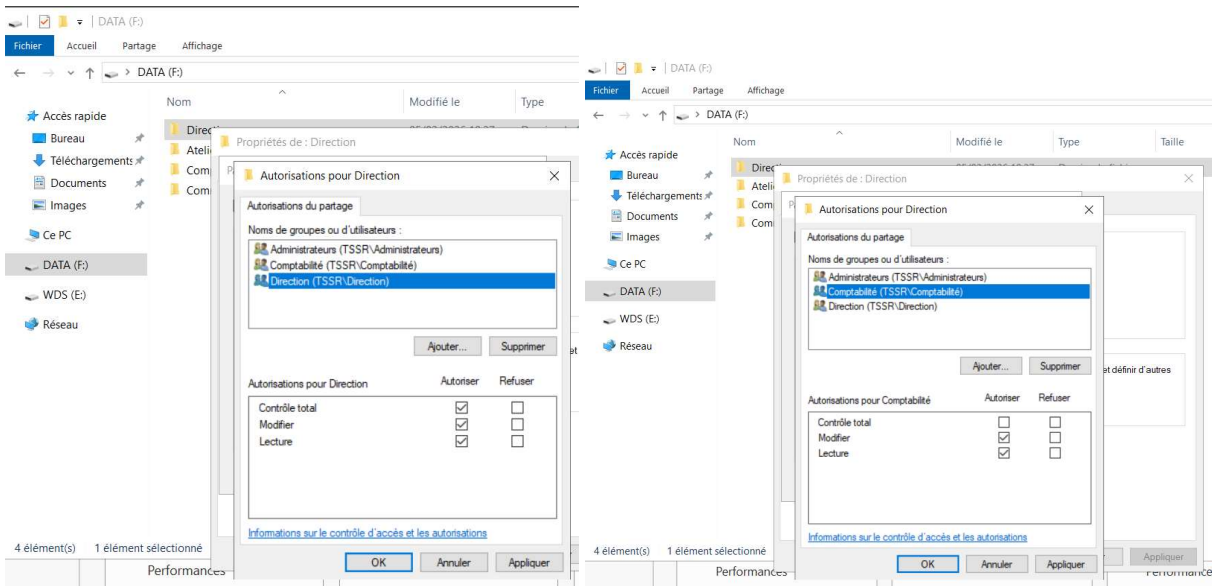 DATA (F:)
Fichier Accueil Partage Affichage
DATA (F:)
Nom Modifié le Type
Accès rapide
Bureau
Téléchargements
Documents
Images
Ce PC
DATA (F:)
WDS (E:)
Réseau
Propriétés de : Direction
Autorisations pour Direction
Autorisations du partage
Noms de groupes ou d'utilisateurs :
Administrateurs (TSSR\Administrateurs)
Comptabilité (TSSR\Comptabilité)
Direction (TSSR\Direction)
Ajouter... Supprimer
et
Autorisations pour Direction Autoriser Refuser
Contrôle total
Modifier
Lecture
Informations sur le contrôle d'accès et les autorisations
OK Annuler Appliquer
4 élément(s) 1 élément sélectionné
Performances
DATA (F:)
Fichier Accueil Partage Affichage
DATA (F:)
Nom Modifié le Type Taille
Accès rapide
Bureau
Téléchargements
Documents
Images
Ce PC
DATA (F:)
WDS (E:)
Réseau
Propriétés de : Direction
Autorisations pour Direction
Autorisations du partage
Noms de groupes ou d'utilisateurs :
Administrateurs (TSSR\Administrateurs)
Comptabilité (TSSR\Comptabilité)
Direction (TSSR\Direction)
Ajouter... Supprimer
et définir d'autres
Autorisations pour Comptabilité Autoriser Refuser
Contrôle total
Modifier
Lecture
Informations sur le contrôle d'accès et les autorisations
OK Annuler Appliquer
Appliquer
4 élément(s) 1 élément sélectionné
Performances